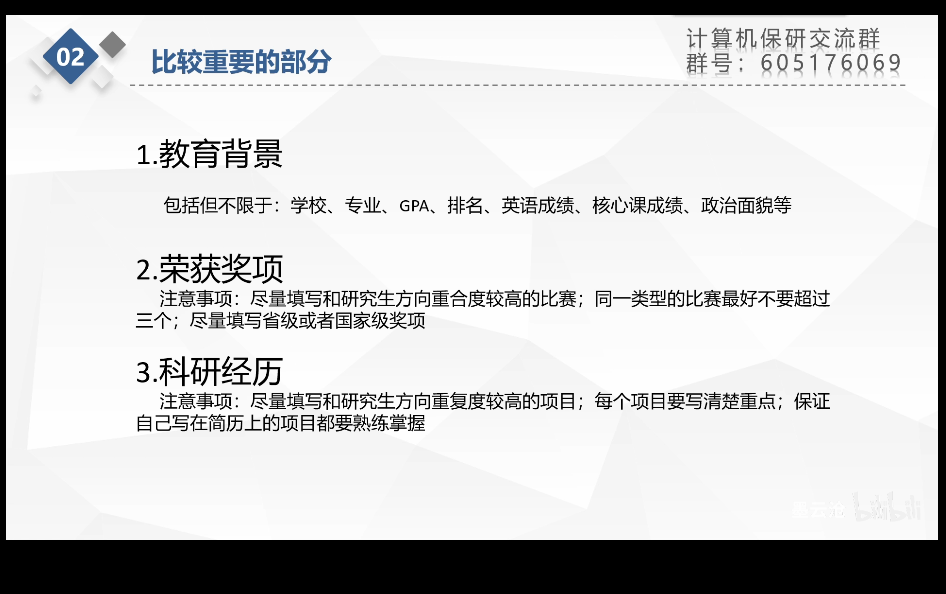 02
比较重要的部分
计算机保研交流群
群号：605176069
1.教育背景
包括但不限于：学校、专业、GPA、排名、英语成绩、核心课成绩、政治面貌等
2.荣获奖项
注意事项：尽量填写和研究生方向重合度较高的比赛；同一类型的比赛最好不要超过
三个；尽量填写省级或者国家级奖项
3.科研经历
注意事项：尽量填写和研究生方向重复度较高的项目；每个项目要写清楚重点；保证
自己写在简历上的项目都要熟练掌握
bilibili